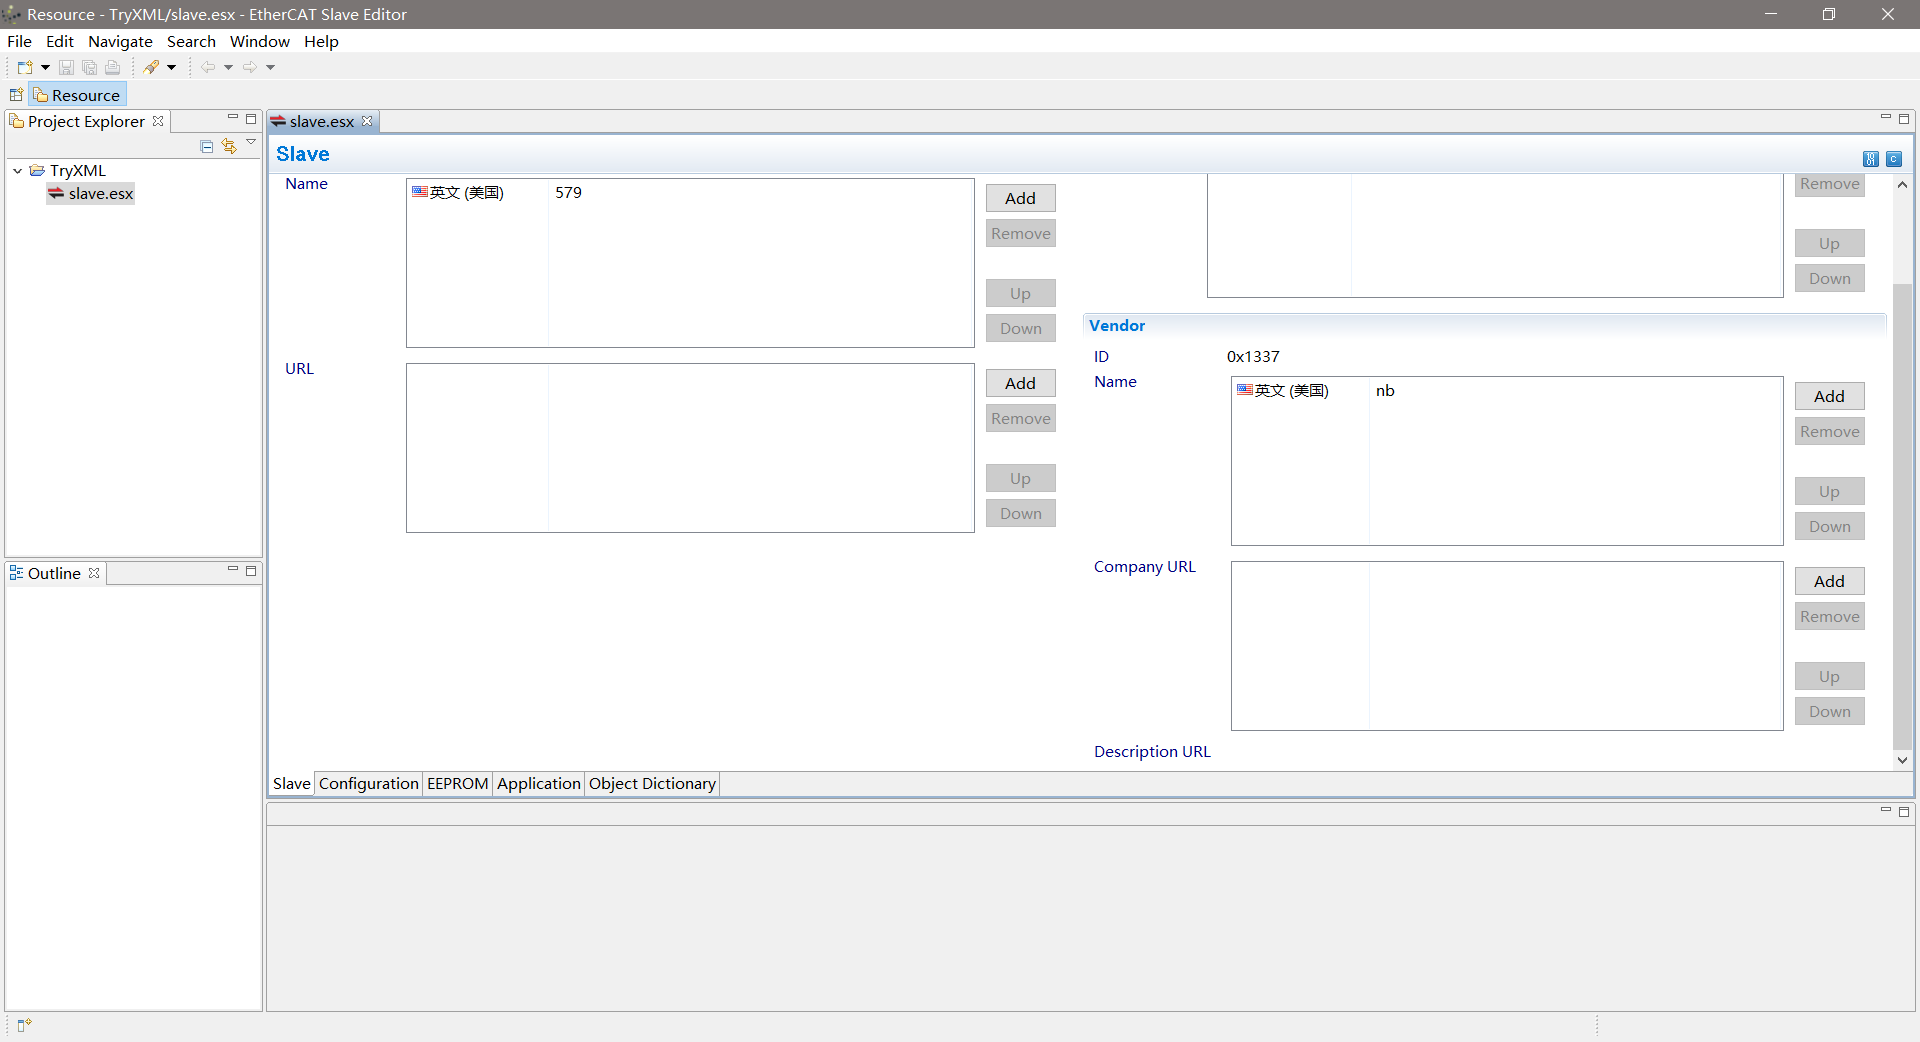 Resource - TryXML/slave.esx - EtherCAT Slave Editor
File Edit Navigate Search Window Help
Resource
Project Explorer
TryXML
slave.esx
Outline
slave.esx
Slave
Name
英文 (美国) 579
Add
Remove
Up
Down
URL
Add
Remove
Up
Down
Remove
Up
Down
Vendor
ID 0x1337
Name
英文 (美国) nb
Add
Remove
Up
Down
Company URL
Add
Remove
Up
Down
Description URL
Slave Configuration EEPROM Application Object Dictionary